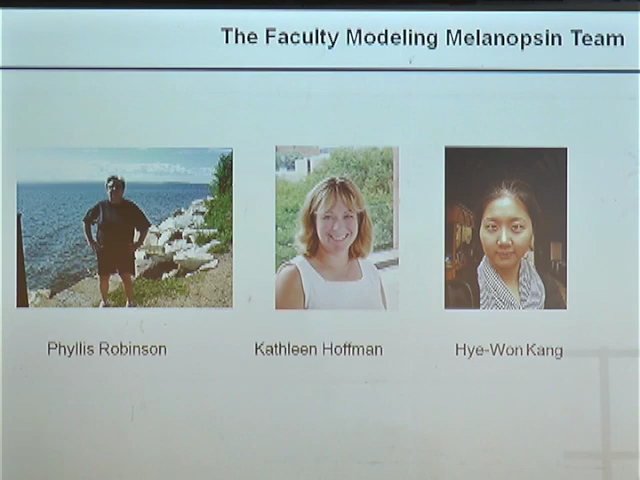 The Faculty Modeling Melanopsin Team
Phyllis Robinson
Kathleen Hoffman
Hye-Won Kang